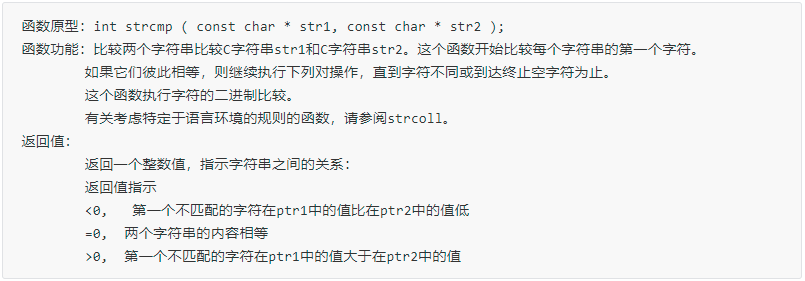 函数原型：int strcmp ( const char * str1, const char * str2 );
函数功能：比较两个字符串比较C字符串str1和C字符串str2。这个函数开始比较每个字符串的第一个字符。
如果它们彼此相等，则继续执行下列对操作，直到字符不同或到达终止空字符为止。
这个函数执行字符的二进制比较。
有关考虑特定于语言环境的规则的函数，请参阅strcoll。
返回值：
返回一个整数值，指示字符串之间的关系：
返回值指示
<0， 第一个不匹配的字符在ptr1中的值比在ptr2中的值低
=0， 两个字符串的内容相等
>0， 第一个不匹配的字符在ptr1中的值大于在ptr2中的值